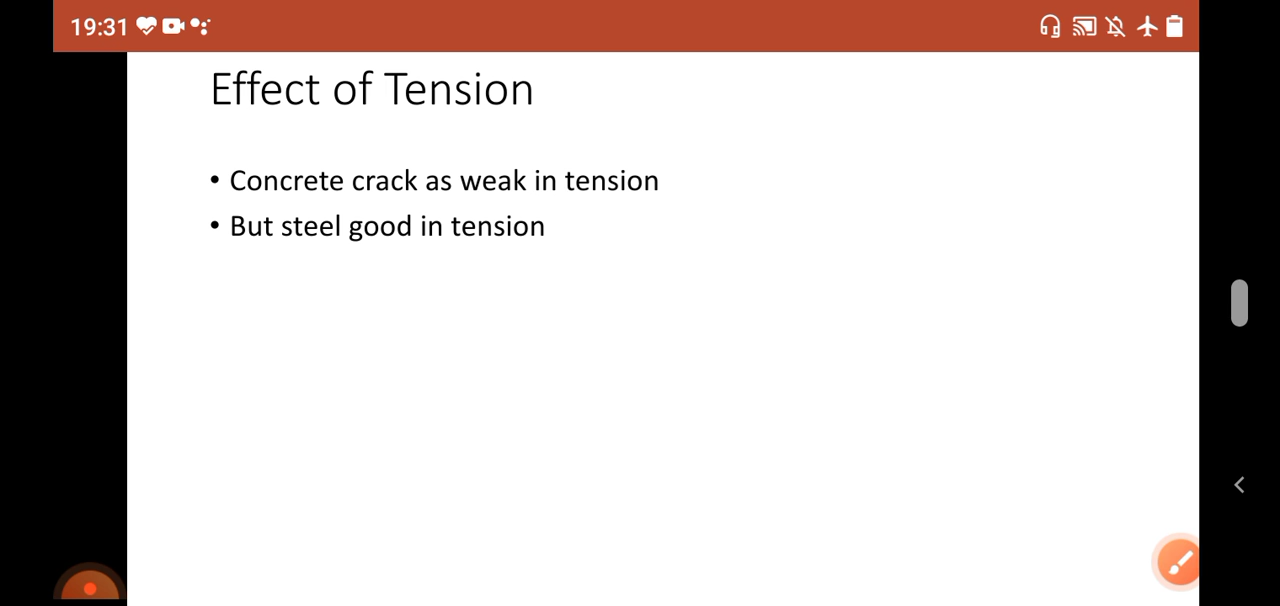 19:31
Effect of Tension
• Concrete crack as weak in tension
• But steel good in tension